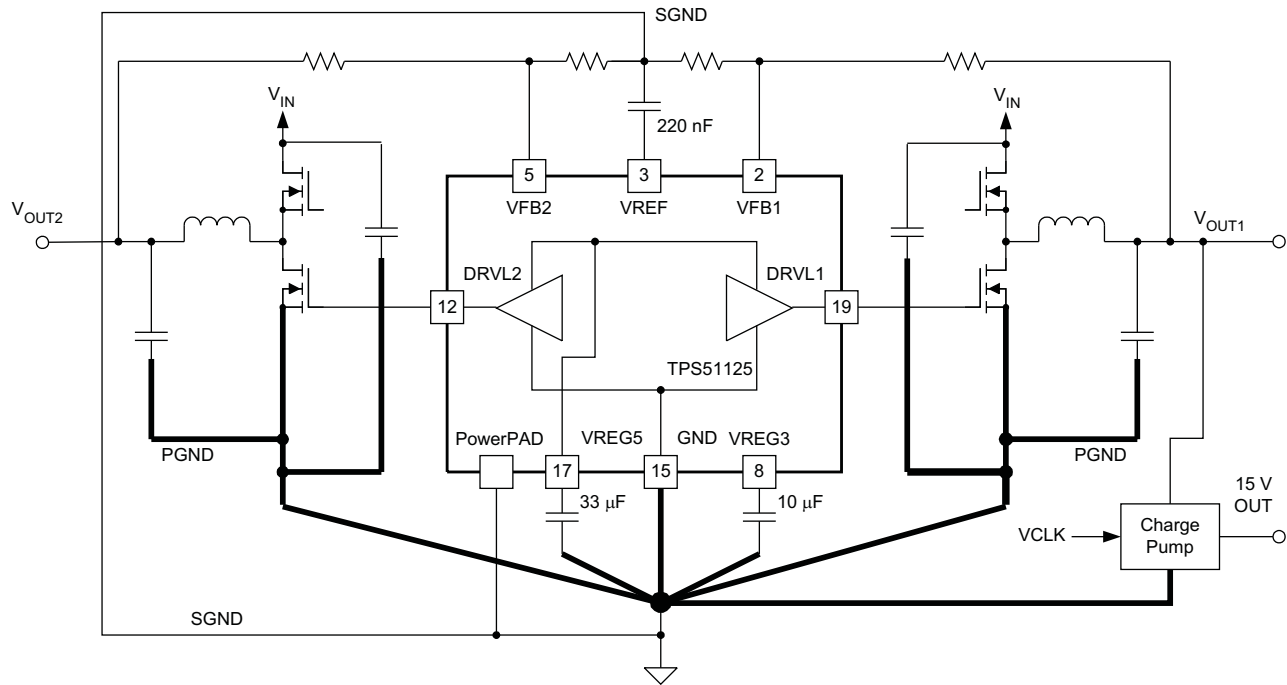 SGND
V_IN
V_IN
220 nF
5
3
2
VFB2
VREF
VFB1
V_OUT2
V_OUT1
DRVL2
DRVL1
12
19
TPS51125
PowerPAD
VREG5
GND
VREG3
PGND
PGND
17
15
8
33 μF
10 μF
15 V
OUT
VCLK
Charge
Pump
SGND